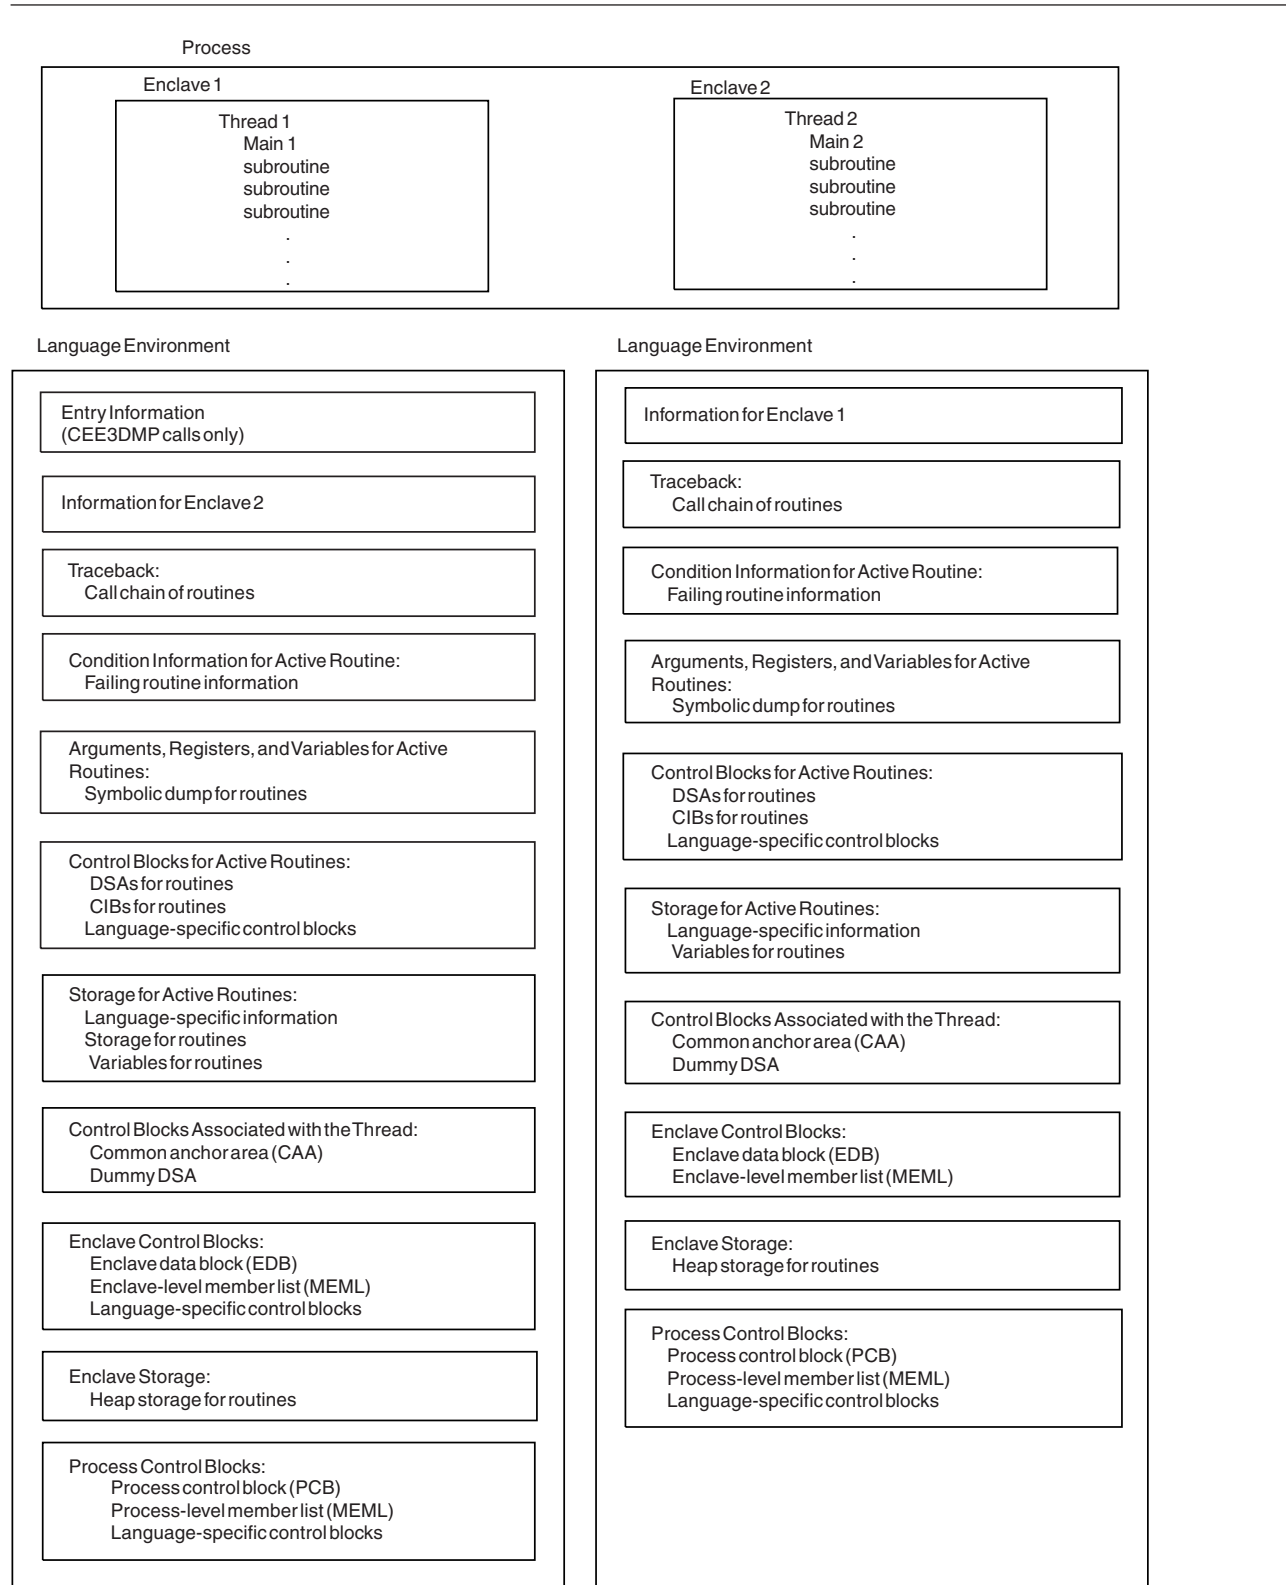 Process
Enclave 1
Thread 1
Main 1
subroutine
subroutine
subroutine
.
.
.
Enclave 2
Thread 2
Main 2
subroutine
subroutine
subroutine
.
.
.
Language Environment
Entry Information
(CEE3DMP calls only)
Information for Enclave 2
Traceback:
Call chain of routines
Condition Information for Active Routine:
Failing routine information
Arguments, Registers, and Variables for Active
Routines:
Symbolic dump for routines
Control Blocks for Active Routines:
DSAs for routines
CIBs for routines
Language-specific control blocks
Storage for Active Routines:
Language-specific information
Storage for routines
Variables for routines
Control Blocks Associated with the Thread:
Common anchor area (CAA)
Dummy DSA
Enclave Control Blocks:
Enclave data block (EDB)
Enclave-level member list (MEML)
Language-specific control blocks
Enclave Storage:
Heap storage for routines
Process Control Blocks:
Process control block (PCB)
Process-level member list (MEML)
Language-specific control blocks
Language Environment
Information for Enclave 1
Traceback:
Call chain of routines
Condition Information for Active Routine:
Failing routine information
Arguments, Registers, and Variables for Active
Routines:
Symbolic dump for routines
Control Blocks for Active Routines:
DSAs for routines
CIBs for routines
Language-specific control blocks
Storage for Active Routines:
Language-specific information
Variables for routines
Control Blocks Associated with the Thread:
Common anchor area (CAA)
Dummy DSA
Enclave Control Blocks:
Enclave data block (EDB)
Enclave-level member list (MEML)
Enclave Storage:
Heap storage for routines
Process Control Blocks:
Process control block (PCB)
Process-level member list (MEML)
Language-specific control blocks